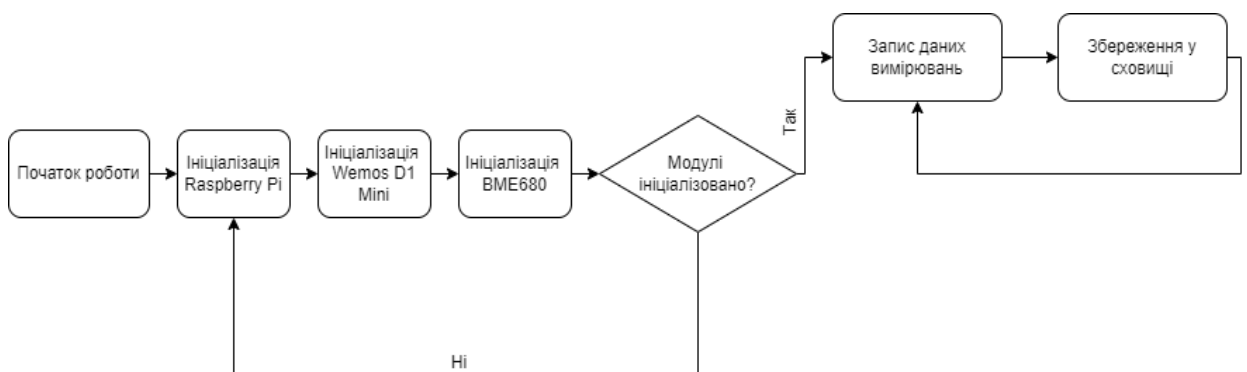 Початок роботи
Ініціалізація
Raspberry Pi
Ініціалізація
Wemos D1
Mini
Ініціалізація
BME680
Модулі
ініціалізовано?
Так
Запис даних
вимірювань
Збереження у
сховищі
Ні